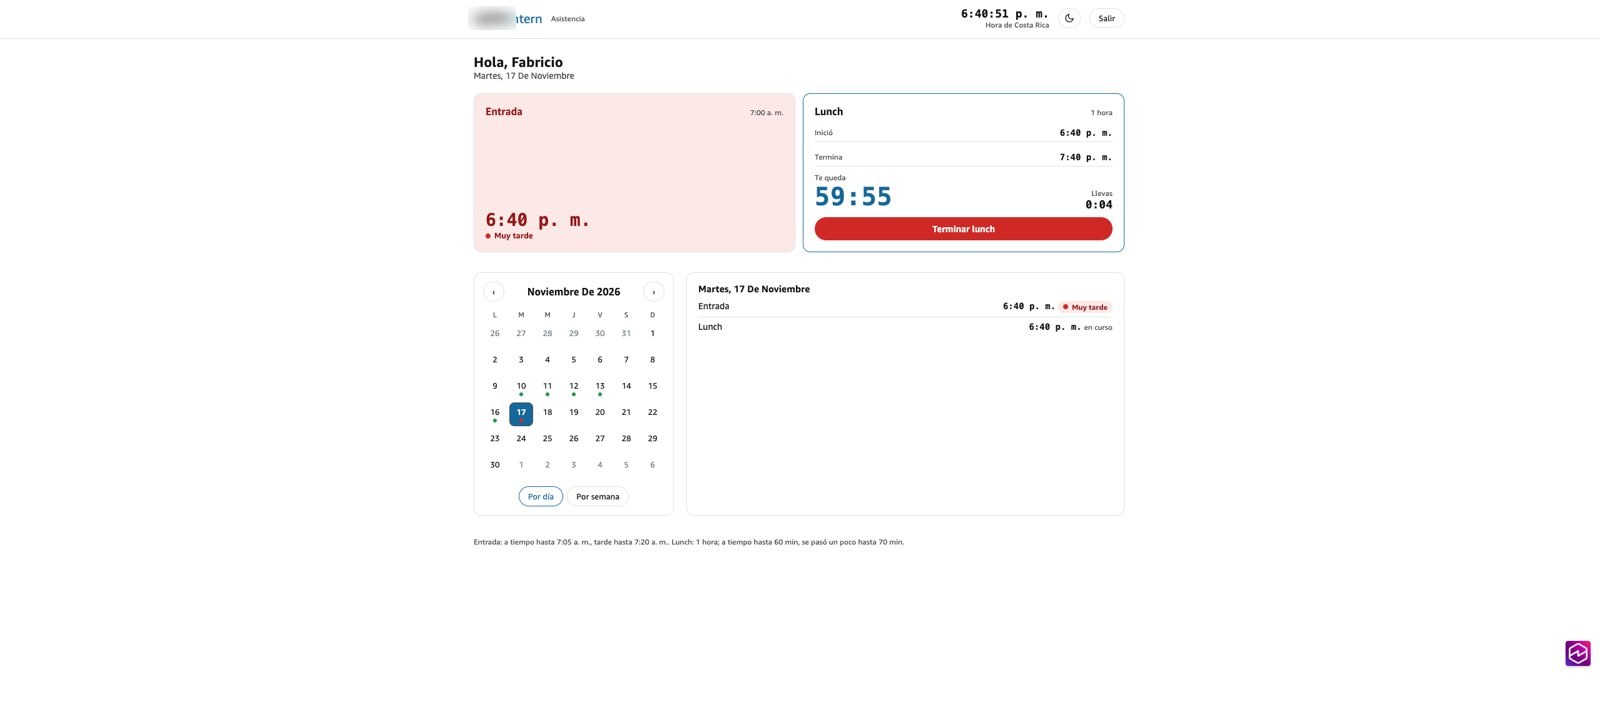 Asistencia
6:40:51 p. m.
Hora de Costa Rica
Salir
Hola, Fabricio
Martes, 17 De Noviembre
Entrada
7:00 a. m.
6:40 p. m.
Muy tarde
Lunch
1 hora
Inició
6:40 p. m.
Termina
7:40 p. m.
Te queda
59:55
Llevas
0:04
Terminar lunch
‹ Noviembre De 2026 ›
L M M J V S D
26 27 28 29 30 31 1
2 3 4 5 6 7 8
9 10 11 12 13 14 15
16 17 18 19 20 21 22
23 24 25 26 27 28 29
30 1 2 3 4 5 6
Por día
Por semana
Martes, 17 De Noviembre
Entrada 6:40 p. m. Muy tarde
Lunch 6:40 p. m. en curso
Entrada: a tiempo hasta 7:05 a. m., tarde hasta 7:20 a. m.. Lunch: 1 hora; a tiempo hasta 60 min, se pasó un poco hasta 70 min.